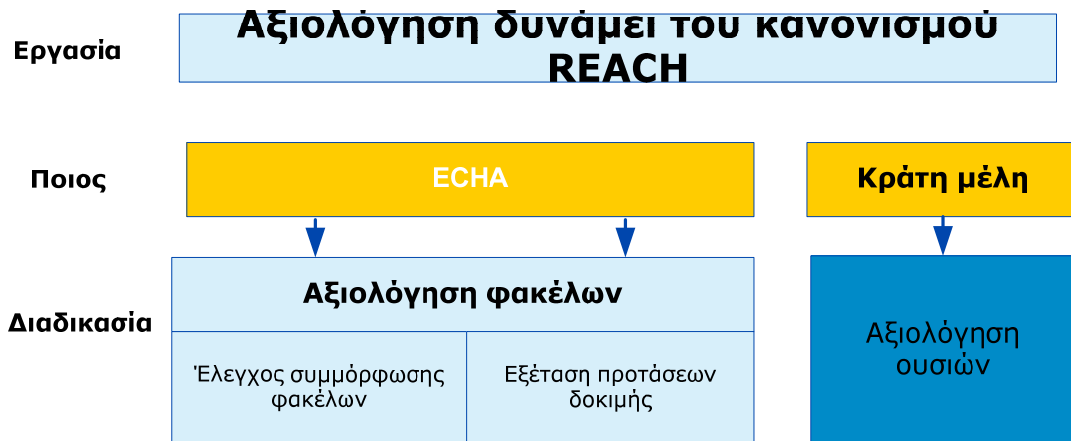 Εργασία
Αξιολόγηση δυνάμει του κανονισμού
REACH
Ποιος
ECHA
Κράτη μέλη
Διαδικασία
Αξιολόγηση φακέλων
Έλεγχος συμμόρφωσης
φακέλων
Εξέταση προτάσεων
δοκιμής
Αξιολόγηση
ουσιών